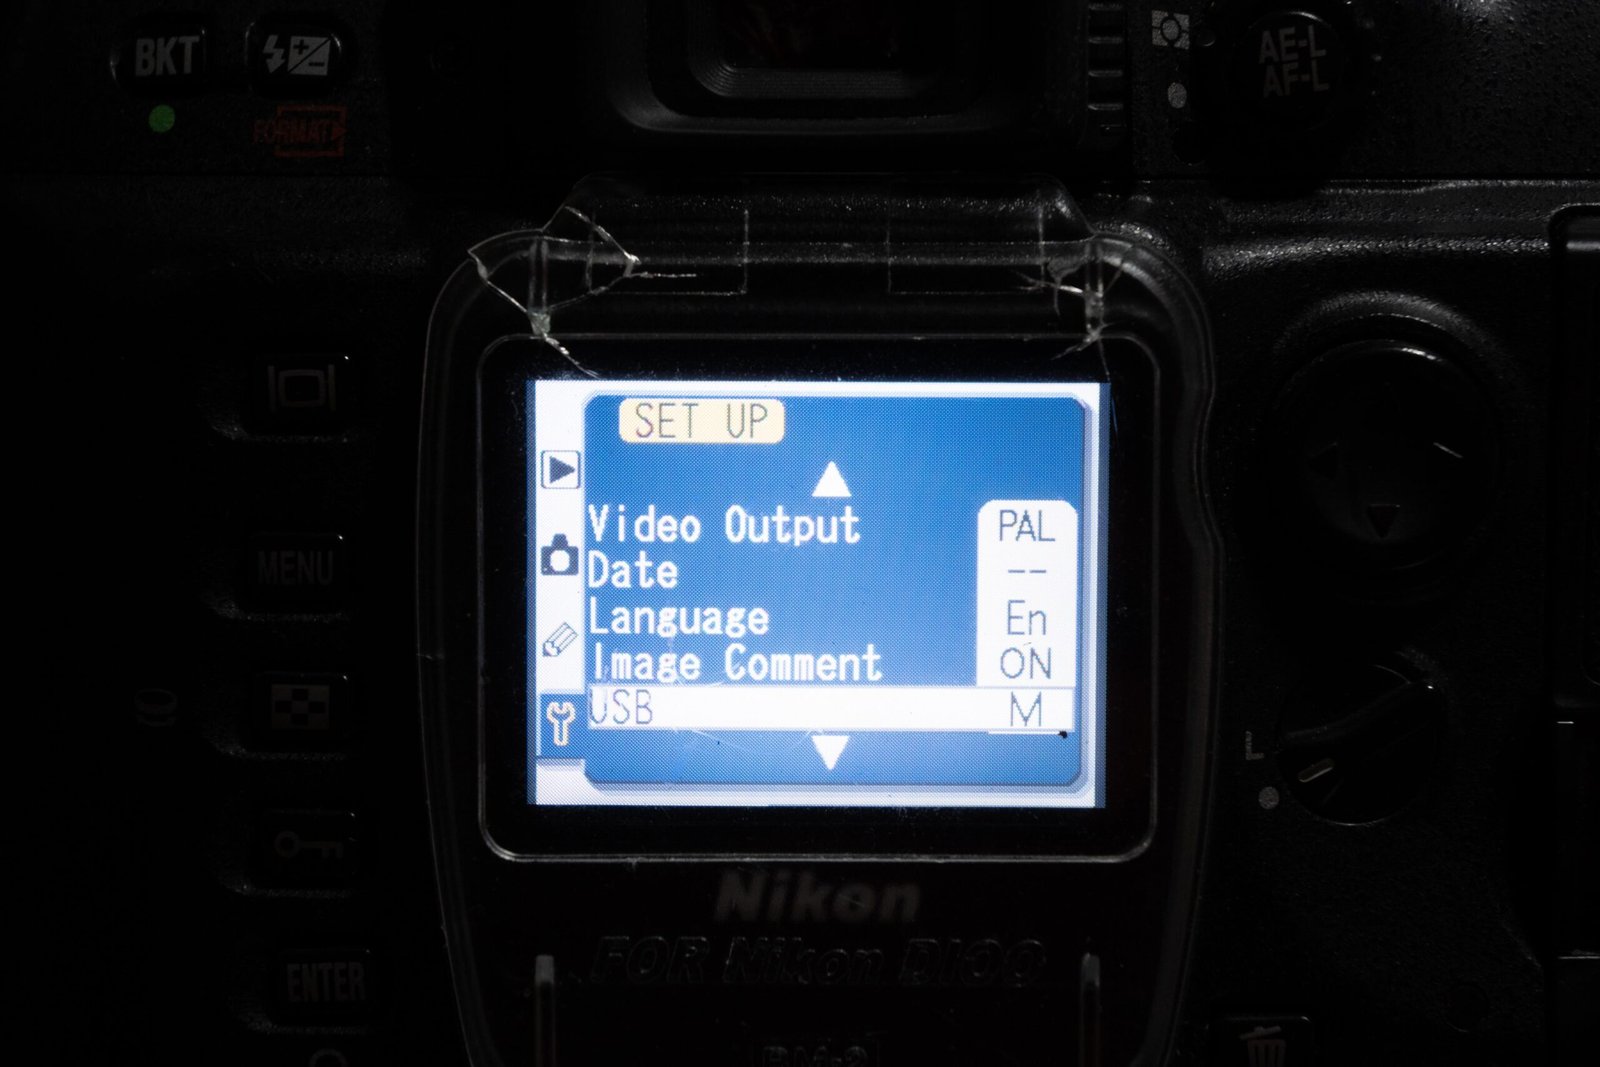 BKT
FORMAT
AE-L
AF-L
SET UP
Video Output PAL
Date --
Language En
Image Comment ON
USB M
MENU
L
ENTER
Nikon
FOR Nikon D100